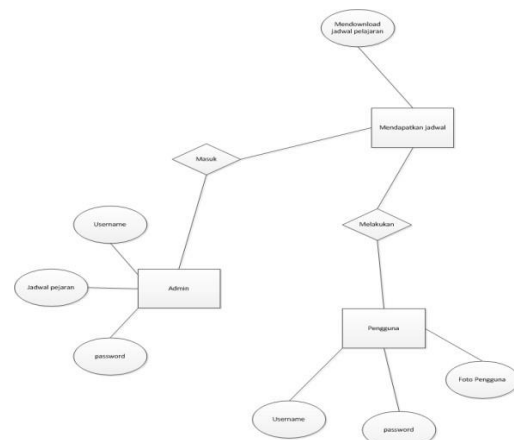 Mendownload
jadwal pelajaran
Mendapatkan jadwal
Masuk
Melakukan
Username
Jadwal pejaran
Admin
password
Pengguna
Foto Pengguna
Username
password